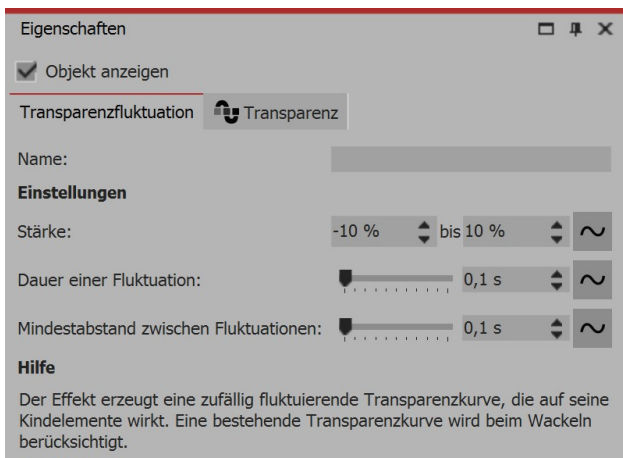 Eigenschaften
Objekt anzeigen
Transparenzfluktuation Transparenz
Name:
Einstellungen
Stärke: -10 % bis 10 %
Dauer einer Fluktuation: 0,1 s
Mindestabstand zwischen Fluktuationen: 0,1 s
Hilfe
Der Effekt erzeugt eine zufällig fluktuierende Transparenzkurve, die auf seine
Kindelemente wirkt. Eine bestehende Transparenzkurve wird beim Wackeln
berücksichtigt.